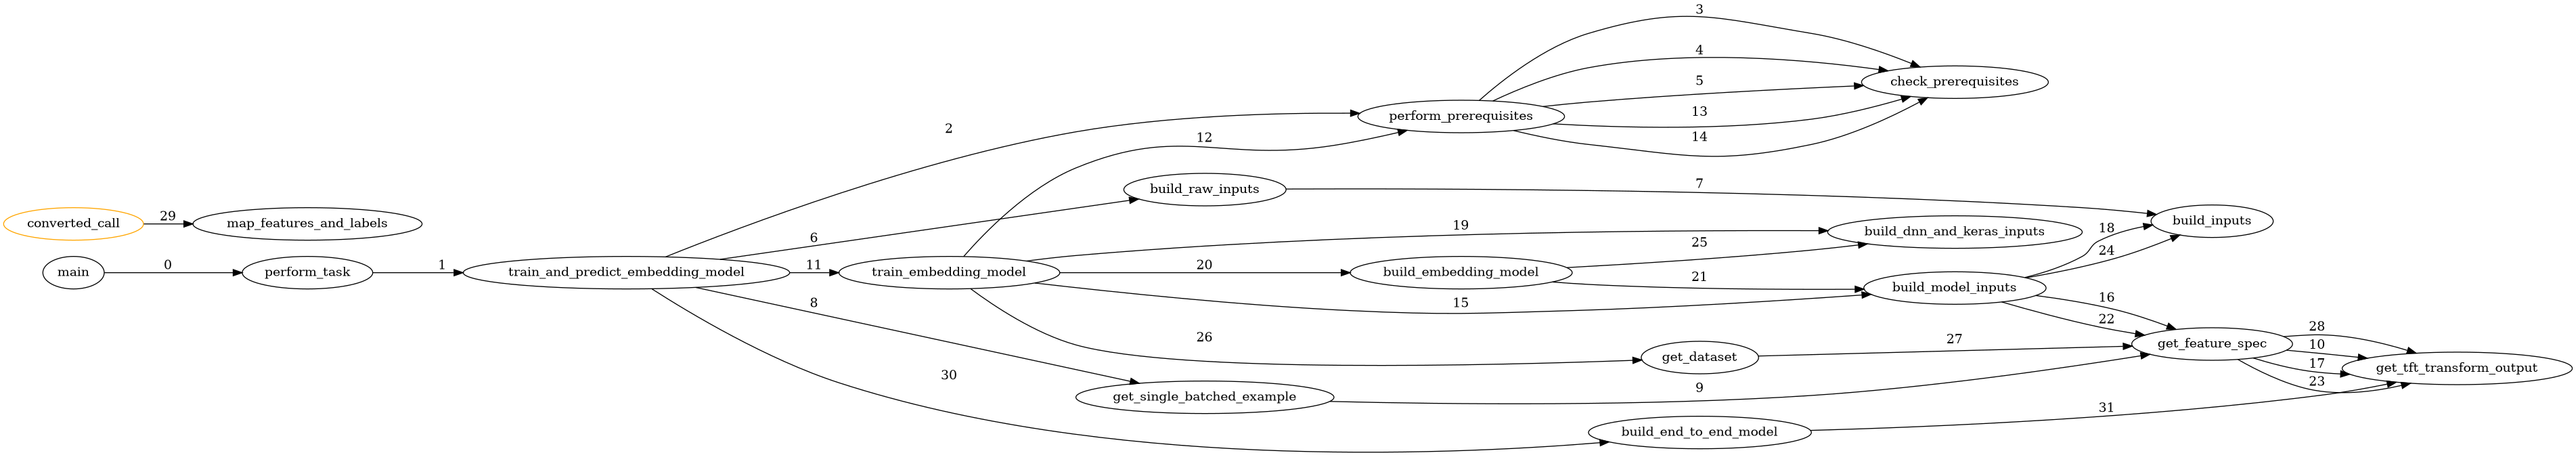 3
4
check_prerequisites
5
perform_prerequisites
13
2
12
14
build_raw_inputs
7
converted_call
29
map_features_and_labels
build_inputs
6
19
build_dnn_and_keras_inputs
18
25
24
main
0
perform_task
1
train_and_predict_embedding_model
11
train_embedding_model
20
build_embedding_model
21
build_model_inputs
8
15
16
22
26
get_dataset
27
get_feature_spec
28
10
17
23
get_tft_transform_output
30
get_single_batched_example
9
31
build_end_to_end_model